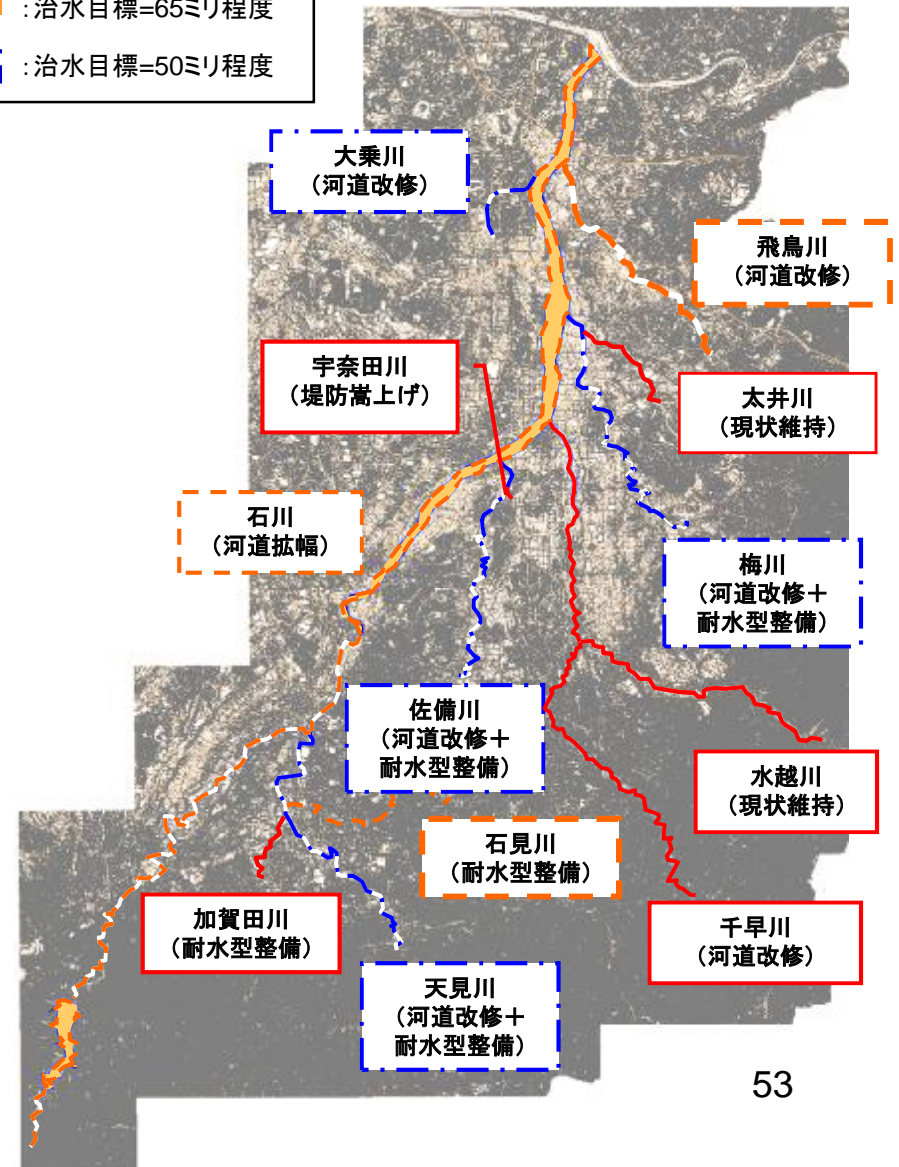 :治水目標=65ミリ程度
:治水目標=50ミリ程度
大乗川
(河道改修)
飛鳥川
(河道改修)
宇奈田川
(堤防嵩上げ)
太井川
(現状維持)
石川
(河道拡幅)
梅川
(河道改修+
耐水型整備)
佐備川
(河道改修+
耐水型整備)
水越川
(現状維持)
石見川
(耐水型整備)
加賀田川
(耐水型整備)
千早川
(河道改修)
天見川
(河道改修+
耐水型整備)
53